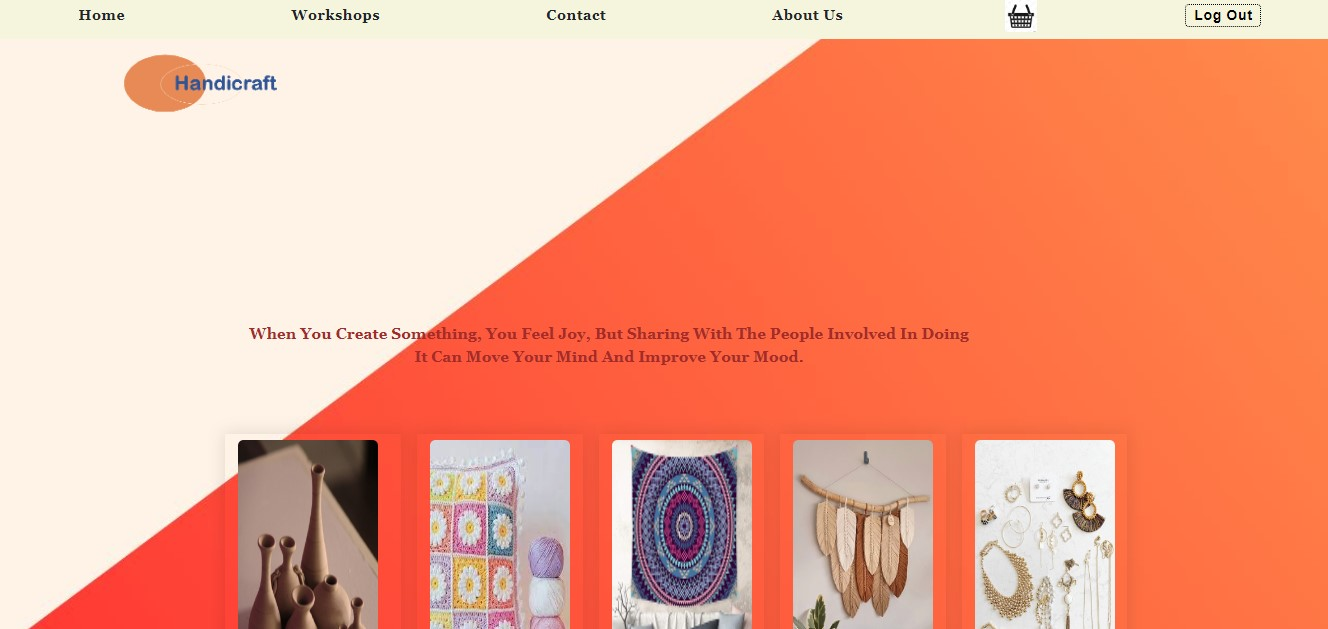 Home
Workshops
Contact
About Us
Log Out
Handicraft
When You Create Something, You Feel Joy, But Sharing With The People Involved In Doing
It Can Move Your Mind And Improve Your Mood.